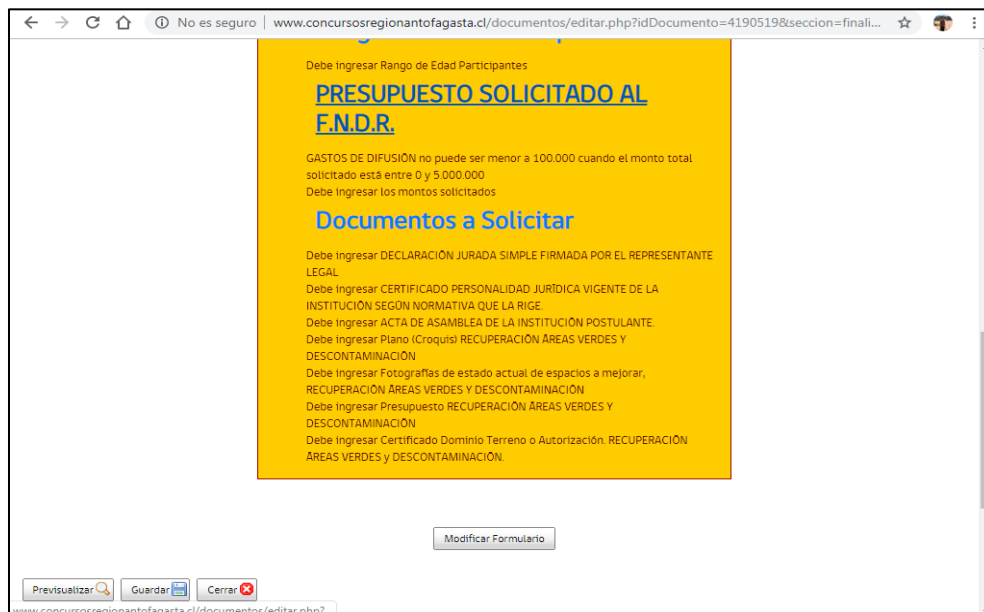 No es seguro | www.concursosregionantofagasta.cl/documentos/editar.php?idDocumento=4190519&seccion=finali...
Debe ingresar Rango de Edad Participantes
PRESUPUESTO SOLICITADO AL
F.N.D.R.
GASTOS DE DIFUSIÓN no puede ser menor a 100.000 cuando el monto total
solicitado está entre 0 y 5.000.000
Debe ingresar los montos solicitados
Documentos a Solicitar
Debe ingresar DECLARACIÓN JURADA SIMPLE FIRMADA POR EL REPRESENTANTE
LEGAL
Debe ingresar CERTIFICADO PERSONALIDAD JURÍDICA VIGENTE DE LA
INSTITUCIÓN SEGÚN NORMATIVA QUE LA RIGE.
Debe ingresar ACTA DE ASAMBLEA DE LA INSTITUCIÓN POSTULANTE.
Debe ingresar Plano (Croquis) RECUPERACIÓN ÁREAS VERDES Y
DESCONTAMINACIÓN
Debe ingresar Fotografías de estado actual de espacios a mejorar,
RECUPERACIÓN ÁREAS VERDES Y DESCONTAMINACIÓN
Debe ingresar Presupuesto RECUPERACIÓN ÁREAS VERDES Y
DESCONTAMINACIÓN
Debe ingresar Certificado Dominio Terreno o Autorización. RECUPERACIÓN
ÁREAS VERDES y DESCONTAMINACIÓN.
Modificar Formulario
Previsualizar Guardar Cerrar
www.concursosregionantofagasta.cl/documentos/editar.php?